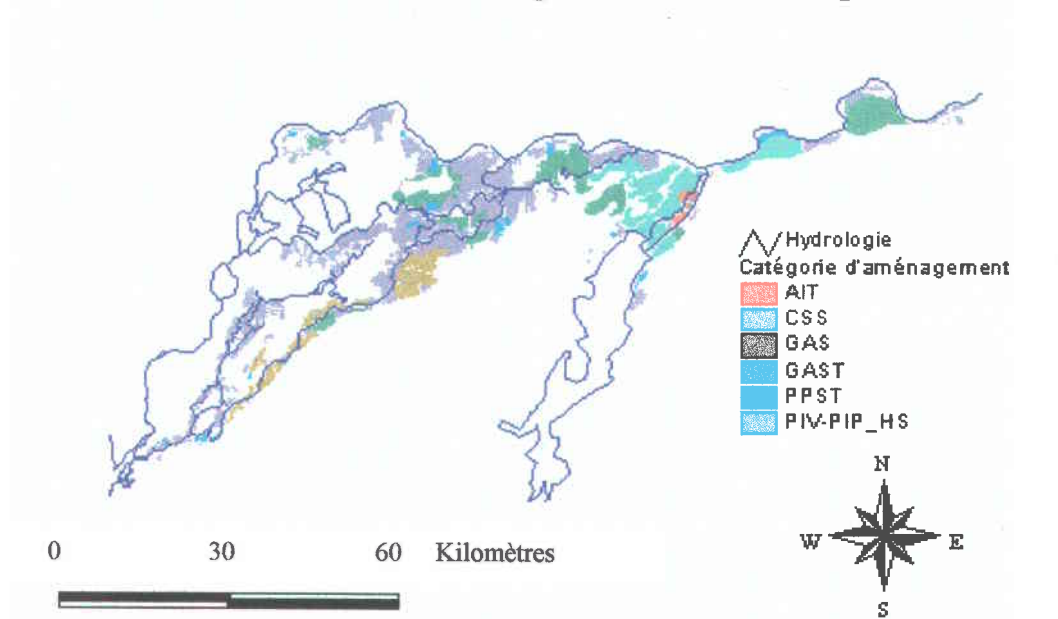 Hydrologie
Catégorie d'aménagement
AIT
CSS
GAS
GAST
PPST
PIV-PIP_HS
N
W E
S
0 30 60 Kilomètres